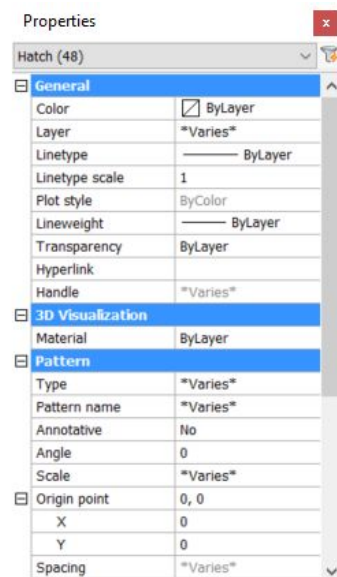 Properties
x
Hatch (48)
General
Color ByLayer
Layer *Varies*
Linetype ByLayer
Linetype scale 1
Plot style ByColor
Lineweight ByLayer
Transparency ByLayer
Hyperlink
Handle *Varies*
3D Visualization
Material ByLayer
Pattern
Type *Varies*
Pattern name *Varies*
Annotative No
Angle 0
Scale *Varies*
Origin point 0, 0
X 0
Y 0
Spacing *Varies*